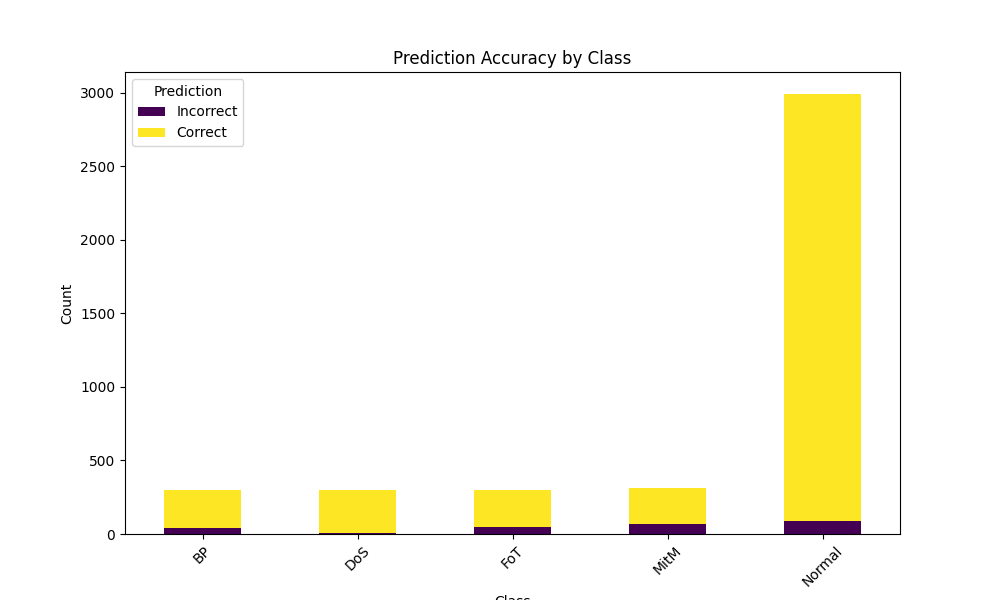 Prediction Accuracy by Class
Prediction
Incorrect
Correct
3000
2500
2000
1500
1000
500
0
Count
BP
DoS
FoT
MitM
Normal
Class